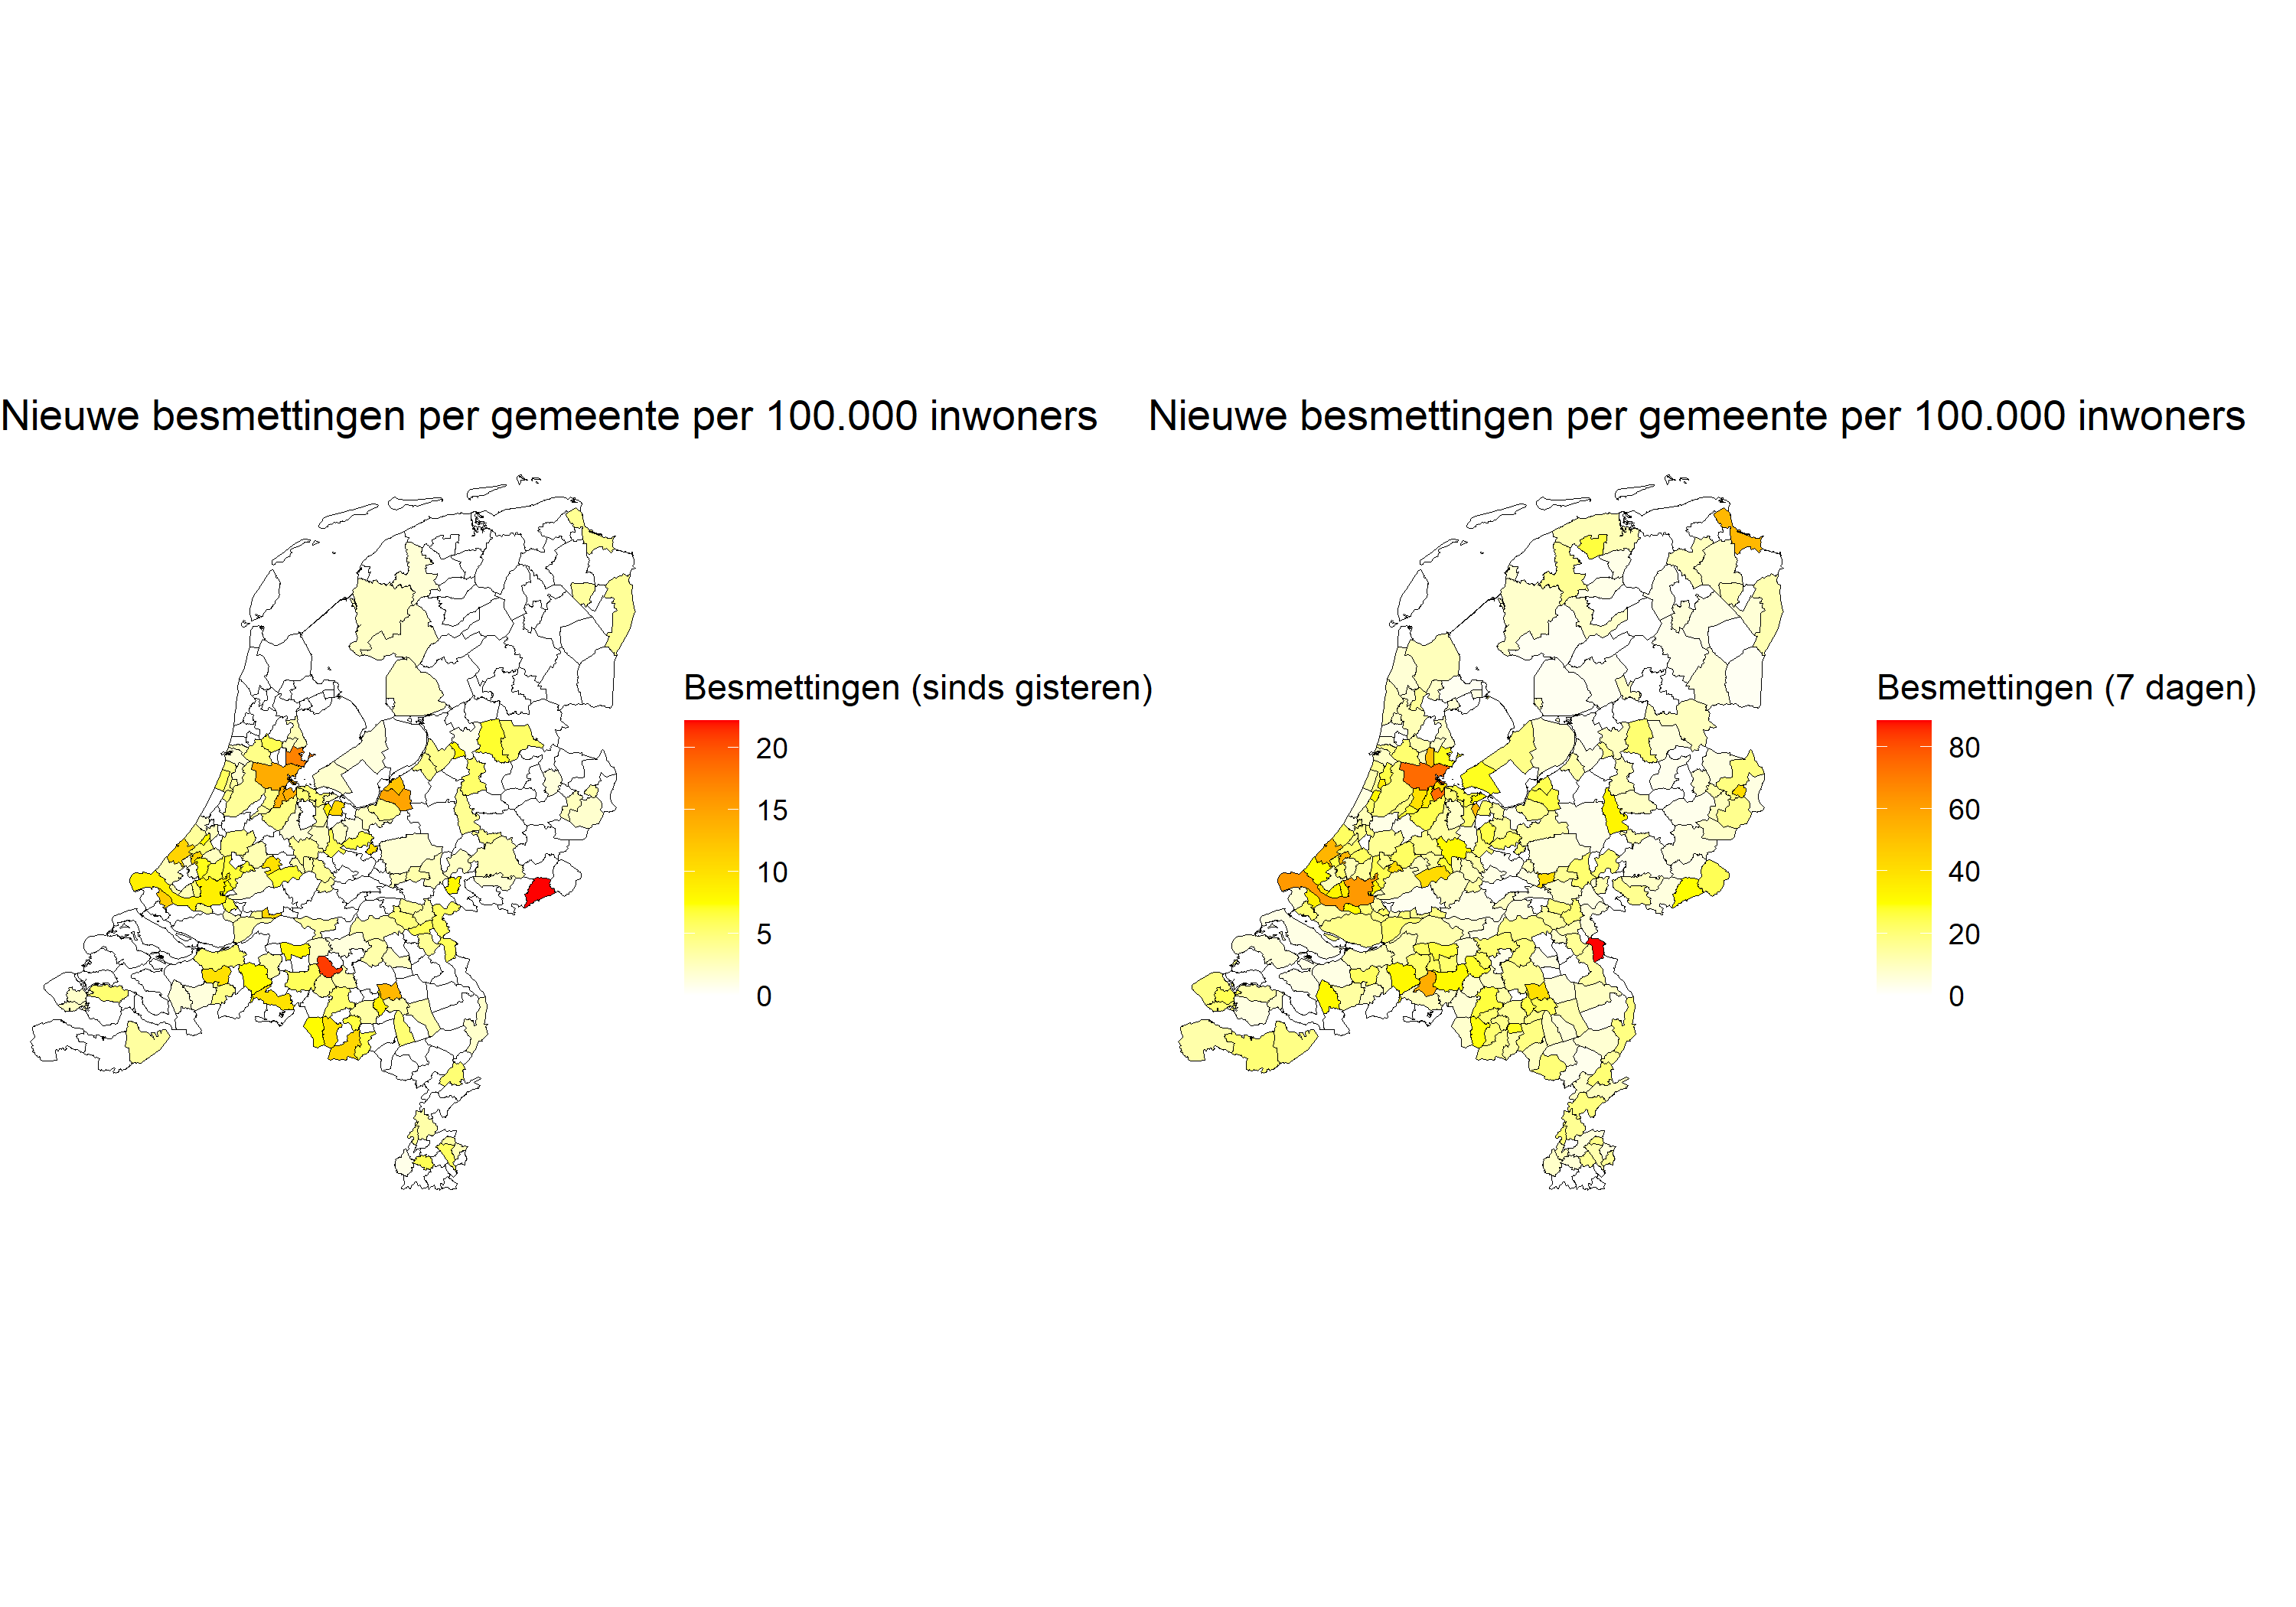 Nieuwe besmettingen per gemeente per 100.000 inwoners
Besmettingen (sinds gisteren)
20
15
10
5
0
Nieuwe besmettingen per gemeente per 100.000 inwoners
Besmettingen (7 dagen)
80
60
40
20
0